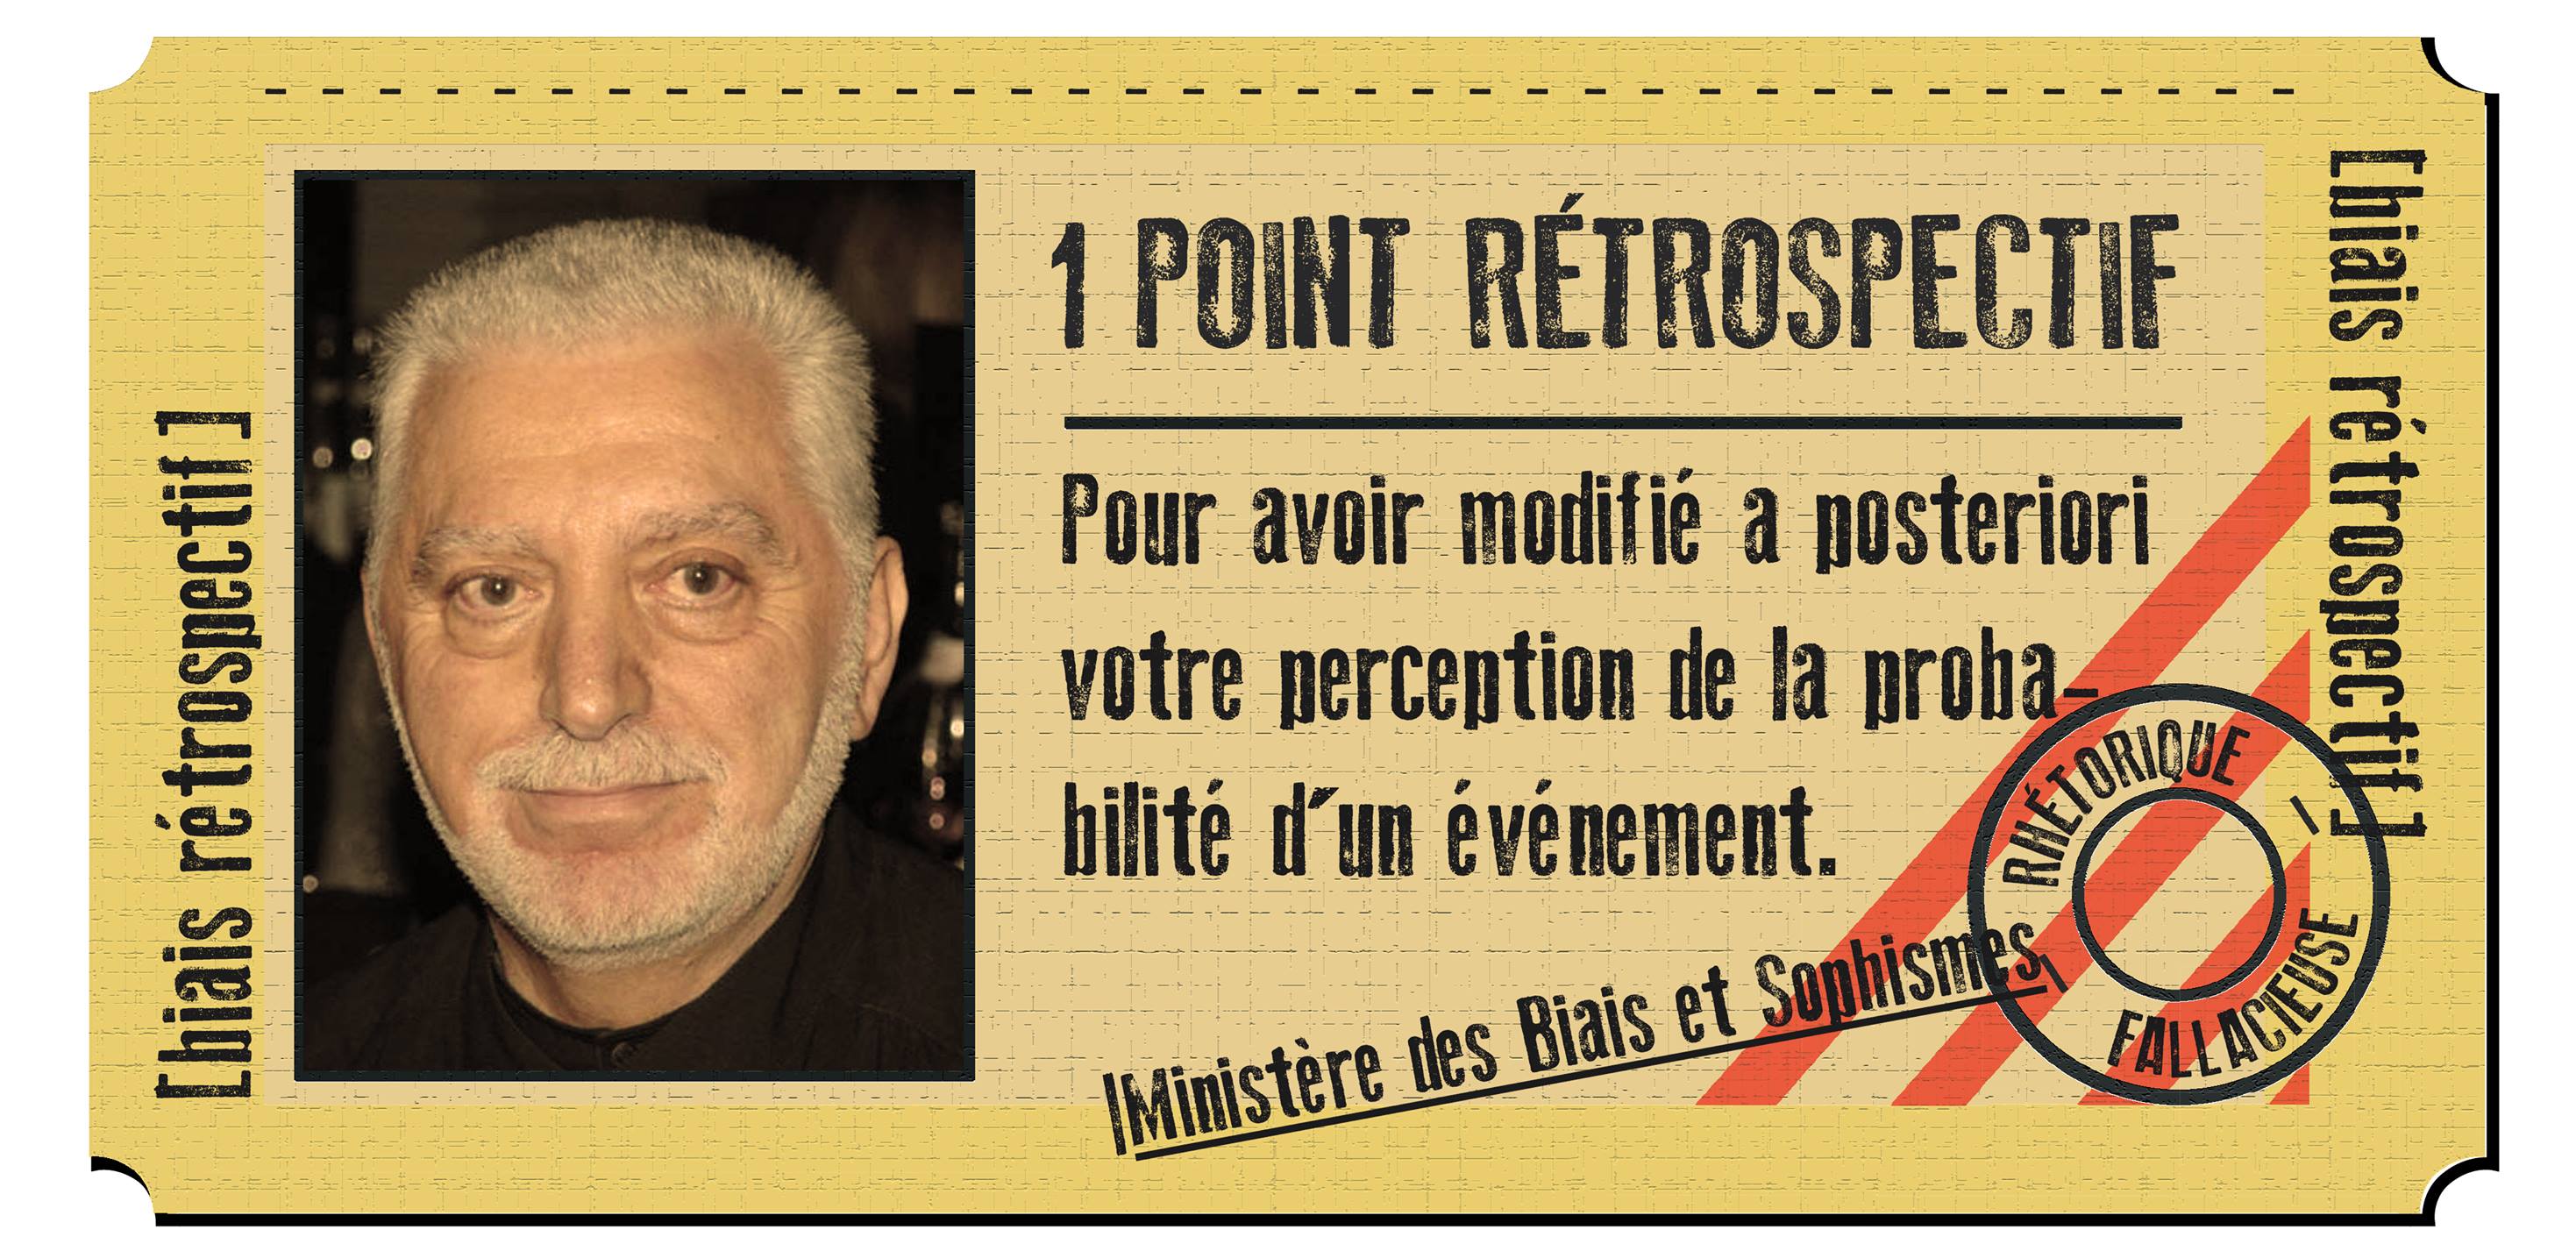 [biais rétrospectif]
1 POINT RÉTROSPECTIF
Pour avoir modifié a posteriori
votre perception de la proba_
bilité d´un événement.
|Ministère des Biais et Sophismes|
RHÉTORIQUE
FALLACIEUSE
[biais rétrospectif]